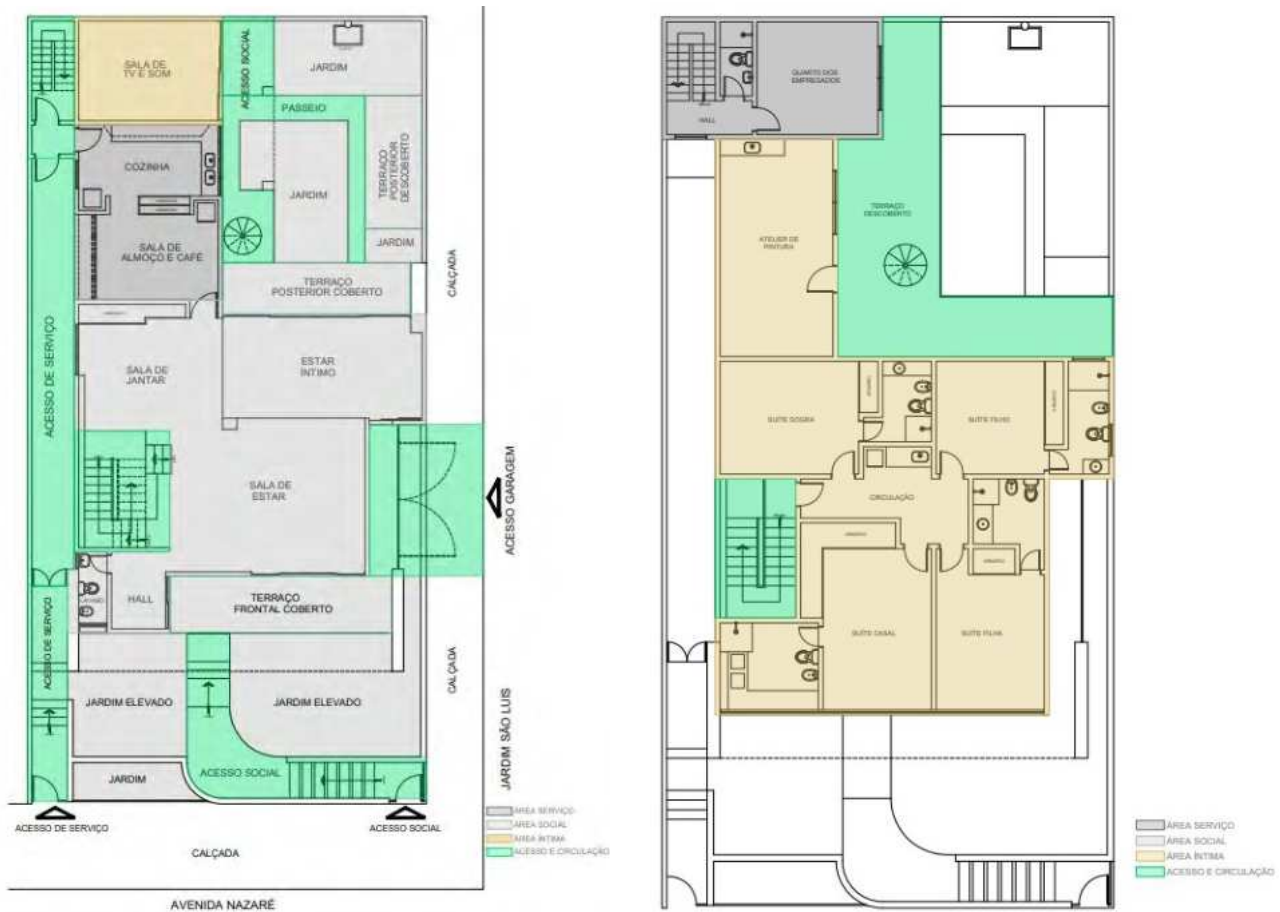 SALA DE
TV E SOM
ACESSO SOCIAL
JARDIM
PASSEIO
COZINHA
JARDIM
TERRAÇO
POSTERIOR
DESCOBERTO
SALA DE
ALMOÇO E CAFÉ
JARDIM
CALÇADA
TERRAÇO
POSTERIOR COBERTO
ACESSO DE SERVIÇO
SALA DE
JANTAR
ESTAR
ÍNTIMO
SALA DE
ESTAR
ACESSO GARAGEM
HALL
TERRAÇO
FRONTAL COBERTO
ACESSO DE SERVIÇO
CALÇADA
JARDIM ELEVADO
JARDIM ELEVADO
JARDIM SÃO LUIS
JARDIM
ACESSO SOCIAL
ACESSO DE SERVIÇO
ACESSO SOCIAL
CALÇADA
AVENIDA NAZARÉ
ÁREA SERVIÇO
ÁREA SOCIAL
ÁREA ÍNTIMA
ACESSO E CIRCULAÇÃO
QUARTO DOS
EMPREGADOS
HALL
TERRAÇO
DESCOBERTO
ATELIER DE
PINTURA
SUÍTE SOGRA
SUÍTE FILHO
CIRCULAÇÃO
SUÍTE CASAL
SUÍTE FILHA
ÁREA SERVIÇO
ÁREA SOCIAL
ÁREA ÍNTIMA
ACESSO E CIRCULAÇÃO